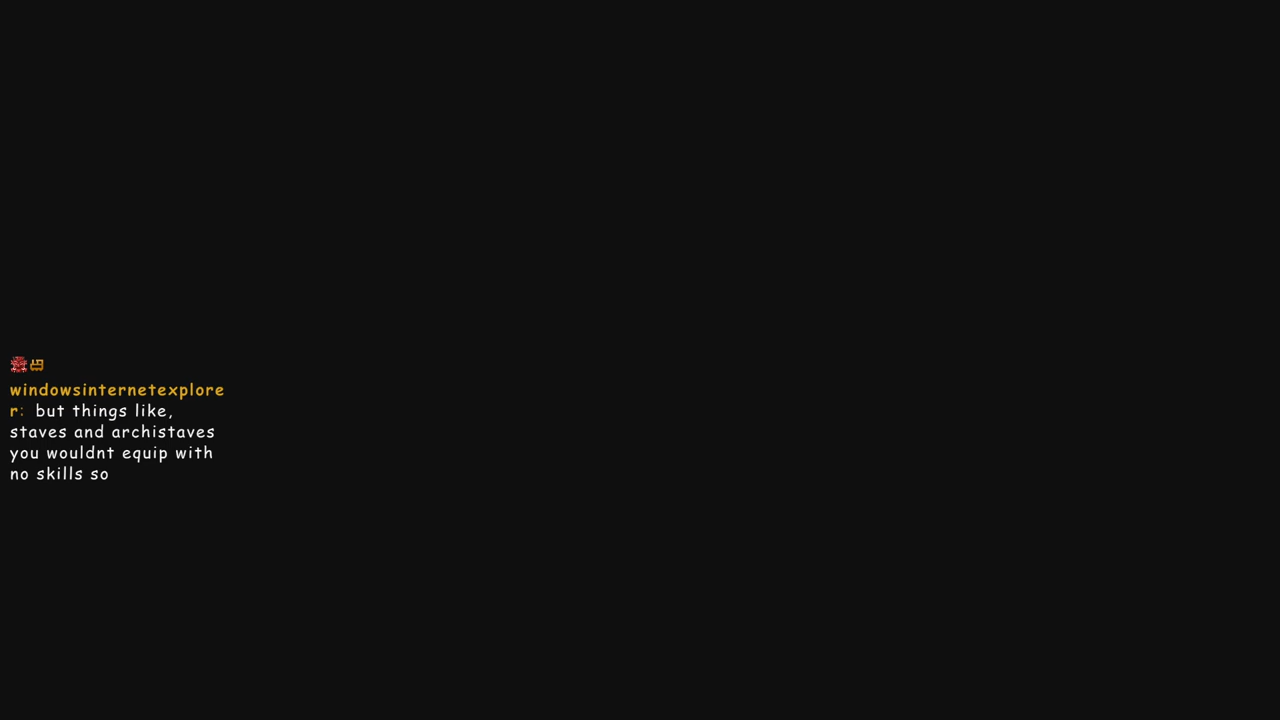 windowsinternetexplore
r: but things like,
staves and archistaves
you wouldnt equip with
no skills so